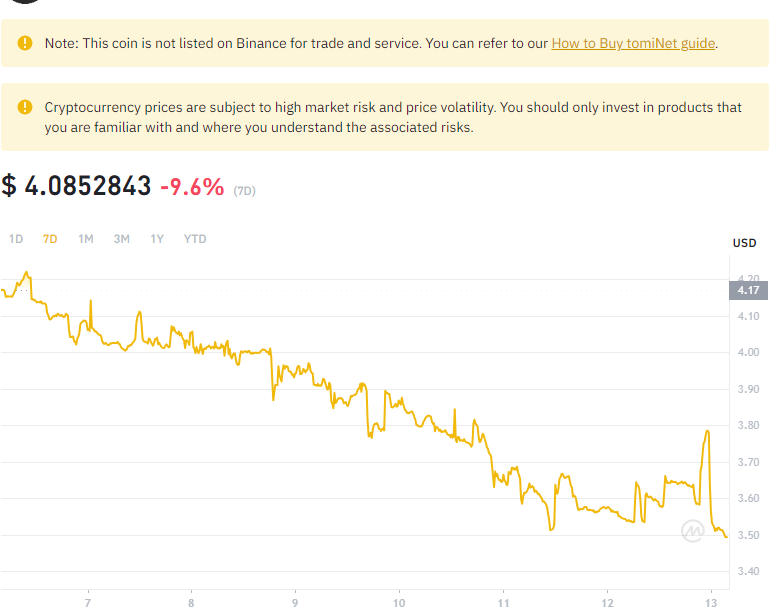 Note: This coin is not listed on Binance for trade and service. You can refer to our How to Buy tomiNet guide.
Cryptocurrency prices are subject to high market risk and price volatility. You should only invest in products that
you are familiar with and where you understand the associated risks.
$ 4.0852843 -9.6% (7D)
1D 7D 1M 3M 1Y YTD
USD
4.20
4.17
4.10
4.00
3.90
3.80
3.70
3.60
3.50
3.40
7 8 9 10 11 12 13